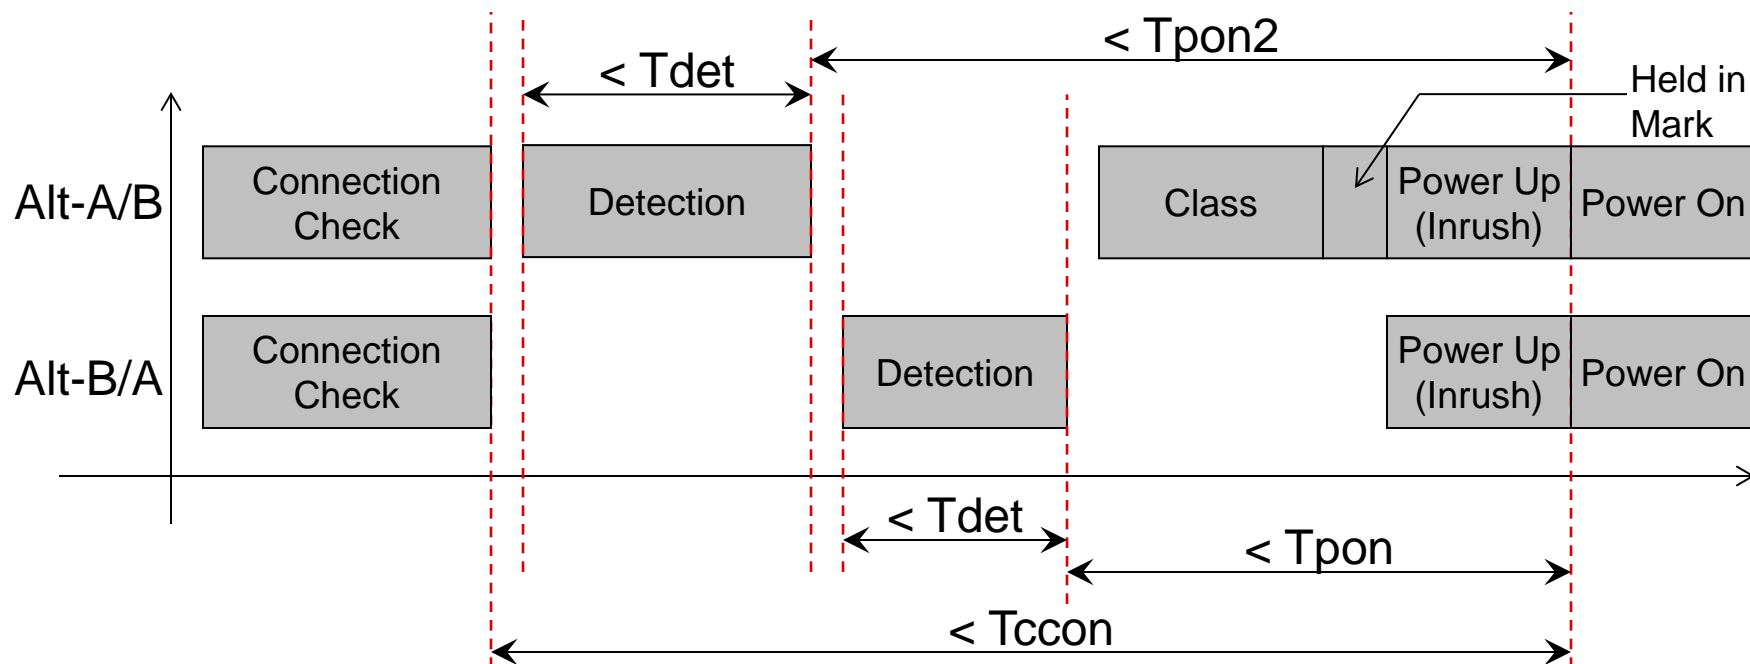 < Tpon2
< Tdet
Held in
Mark
Alt-A/B
Connection
Check
Detection
Class
Power Up
(Inrush)
Power On
Alt-B/A
Connection
Check
Detection
Power Up
(Inrush)
Power On
< Tdet
< Tpon
< Tccon